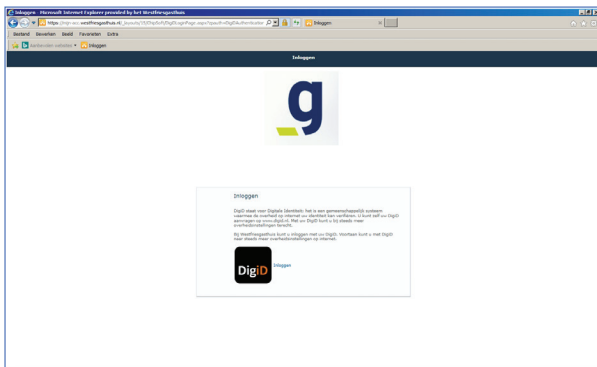 Inloggen - Microsoft Internet Explorer provided by het Westfriesgasthuis
Inloggen
Bestand Bewerken Beeld Favorieten Extra
Aanbevolen websites Inloggen
Inloggen
g
Inloggen
DigiD staat voor Digitale Identiteit; het is een gemeenschappelijk systeem
waarmee de overheid op internet uw identiteit kan verifiëren. U kunt zelf uw DigiD
aanvragen op www.digid.nl. Met uw DigiD kunt u bij steeds meer
overheidsinstellingen terecht.
Bij Westfriesgasthuis kunt u inloggen met uw DigiD. Voortaan kunt u met DigiD
naar steeds meer overheidsinstellingen op internet.
DigiD Inloggen